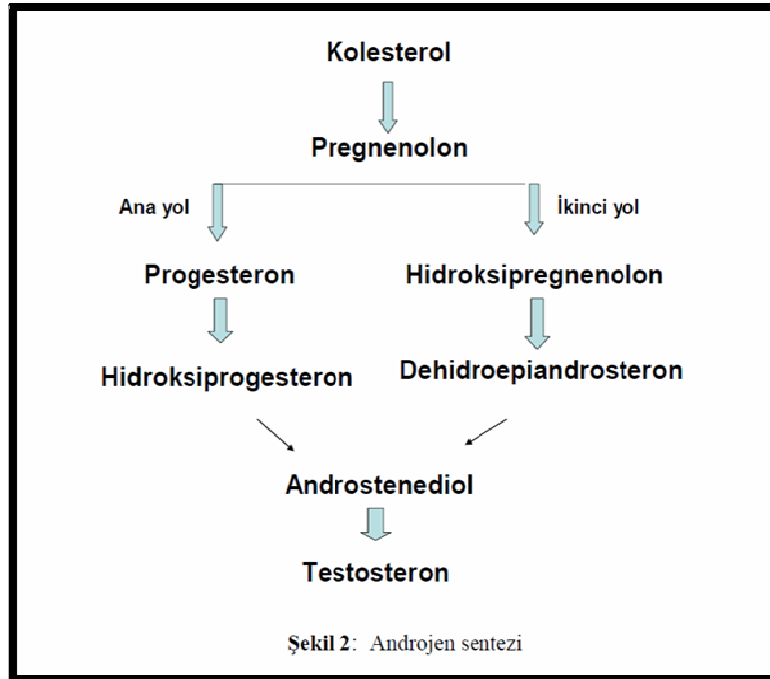 Kolesterol
Pregnenolon
Ana yol
İkinci yol
Progesteron
Hidroksipregnenolon
Hidroksiprogesteron
Dehidroepiandrosteron
Androstenediol
Testosteron
Şekil 2: Androjen sentezi